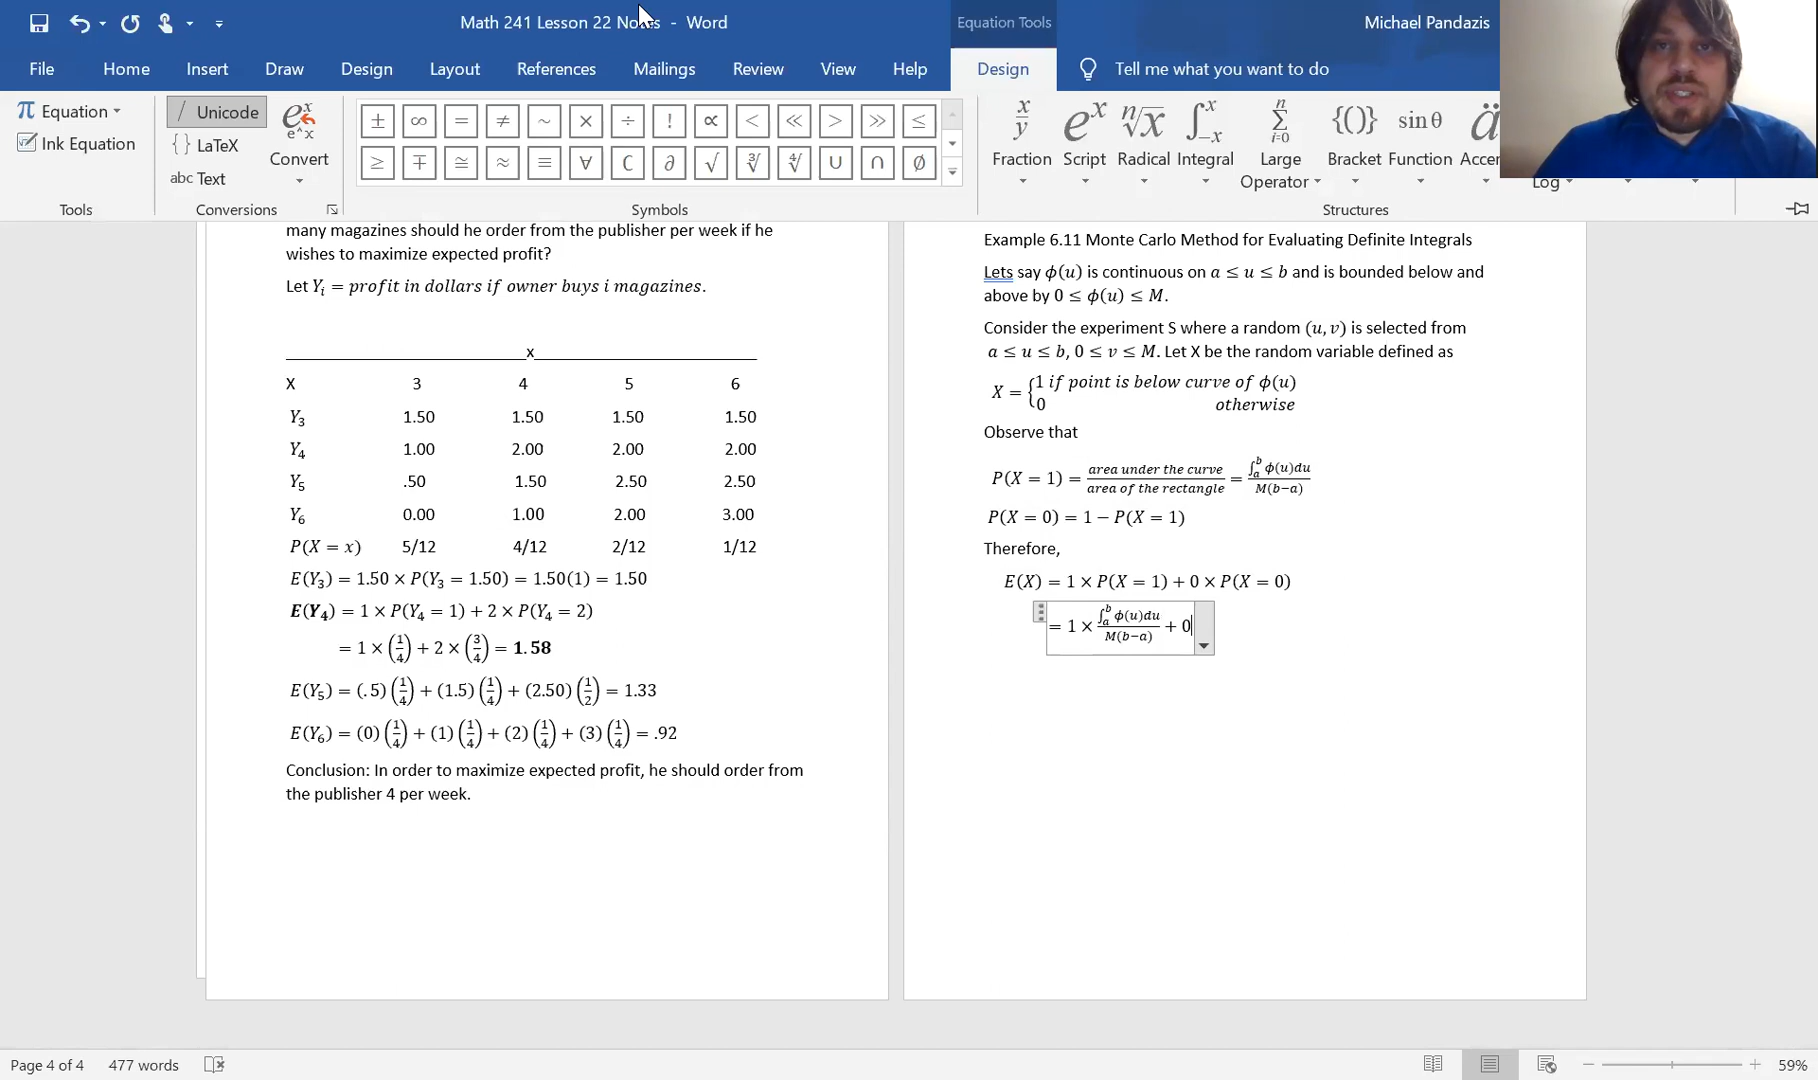 Math 241 Lesson 22 Notes - Word
Equation Tools
Michael Pandazis
File Home Insert Draw Design Layout References Mailings Review View Help Design Tell me what you want to do
π Equation
Ink Equation
Tools
/ Unicode
{} LaTeX
abc Text
Conversions
e^x
Convert
± ∞ = ≠ ~ × ÷ ! ∝ < ≪ > ≫ ≤
≥ ∓ ≅ ≈ ≡ ∀ ∁ ∂ √ ∛ ∜ ∪ ∩ ∅
Symbols
Fraction Script Radical Integral Large Operator Bracket Function
Log
Structures
many magazines should he order from the publisher per week if he
wishes to maximize expected profit?
Let Y_i = profit in dollars if owner buys i magazines.
x
X 3 4 5 6
Y_3 1.50 1.50 1.50 1.50
Y_4 1.00 2.00 2.00 2.00
Y_5 .50 1.50 2.50 2.50
Y_6 0.00 1.00 2.00 3.00
P(X = x) 5/12 4/12 2/12 1/12
E(Y_3) = 1.50 × P(Y_3 = 1.50) = 1.50(1) = 1.50
E(Y_4) = 1 × P(Y_4 = 1) + 2 × P(Y_4 = 2)
= 1 × (1/4) + 2 × (3/4) = 1.58
E(Y_5) = (.5)(1/4) + (1.5)(1/4) + (2.50)(1/2) = 1.33
E(Y_6) = (0)(1/4) + (1)(1/4) + (2)(1/4) + (3)(1/4) = .92
Conclusion: In order to maximize expected profit, he should order from
the publisher 4 per week.
Example 6.11 Monte Carlo Method for Evaluating Definite Integrals
Lets say ϕ(u) is continuous on a ≤ u ≤ b and is bounded below and
above by 0 ≤ ϕ(u) ≤ M.
Consider the experiment S where a random (u, v) is selected from
a ≤ u ≤ b, 0 ≤ v ≤ M. Let X be the random variable defined as
X = {1 if point is below curve of ϕ(u)
0 otherwise
Observe that
P(X = 1) = area under the curve / area of the rectangle = ∫_a^b ϕ(u)du / M(b−a)
P(X = 0) = 1 − P(X = 1)
Therefore,
E(X) = 1 × P(X = 1) + 0 × P(X = 0)
= 1 × ∫_a^b ϕ(u)du / M(b−a) + 0
Page 4 of 4 477 words
59%